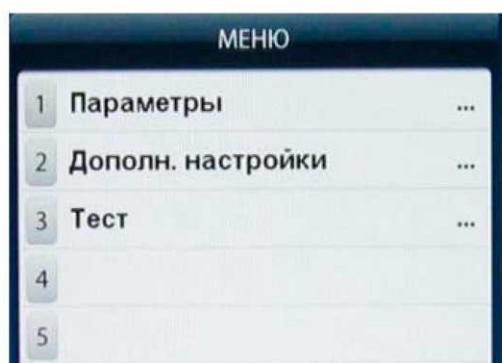 МЕНЮ
1 Параметры ...
2 Дополн. настройки ...
3 Тест ...
4
5